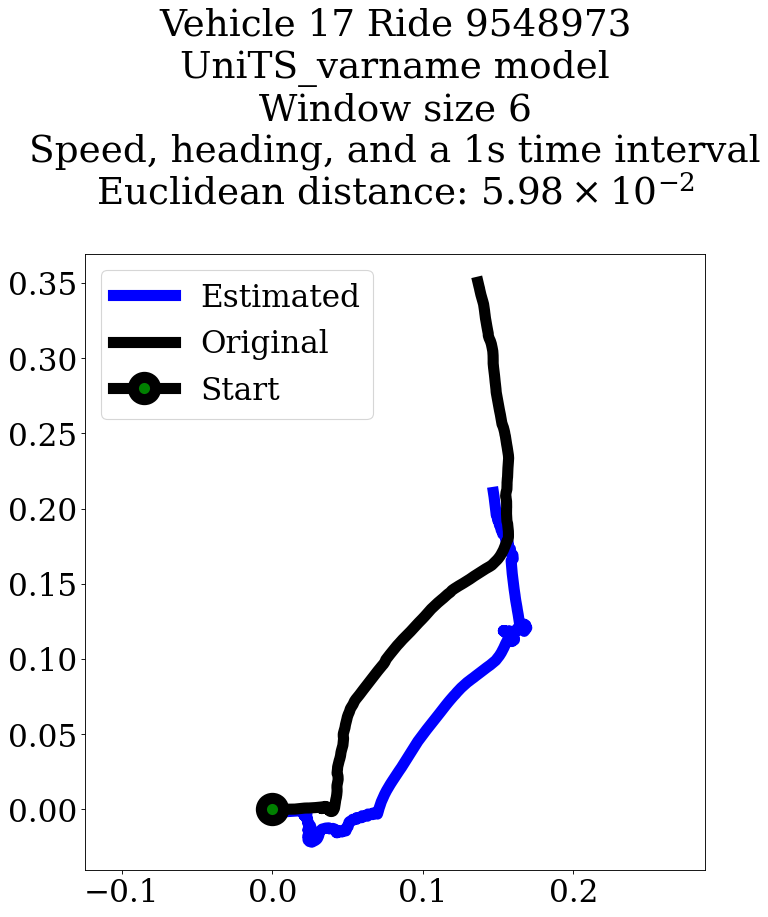 Vehicle 17 Ride 9548973
UniTS_varname model
Window size 6
Speed, heading, and a 1s time interval
Euclidean distance: 5.98 × 10⁻²
Estimated
Original
Start
0.35
0.30
0.25
0.20
0.15
0.10
0.05
0.00
−0.1
0.0
0.1
0.2